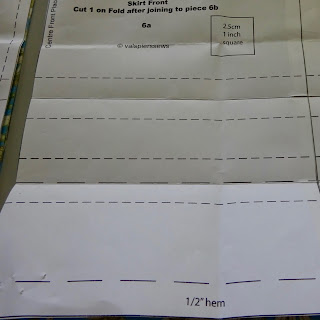 Skirt Front
Cut 1 on Fold after joining to piece 6b
6a
2.5cm
1 inch
square
© valspierssews
1/2" hem
Centre Front